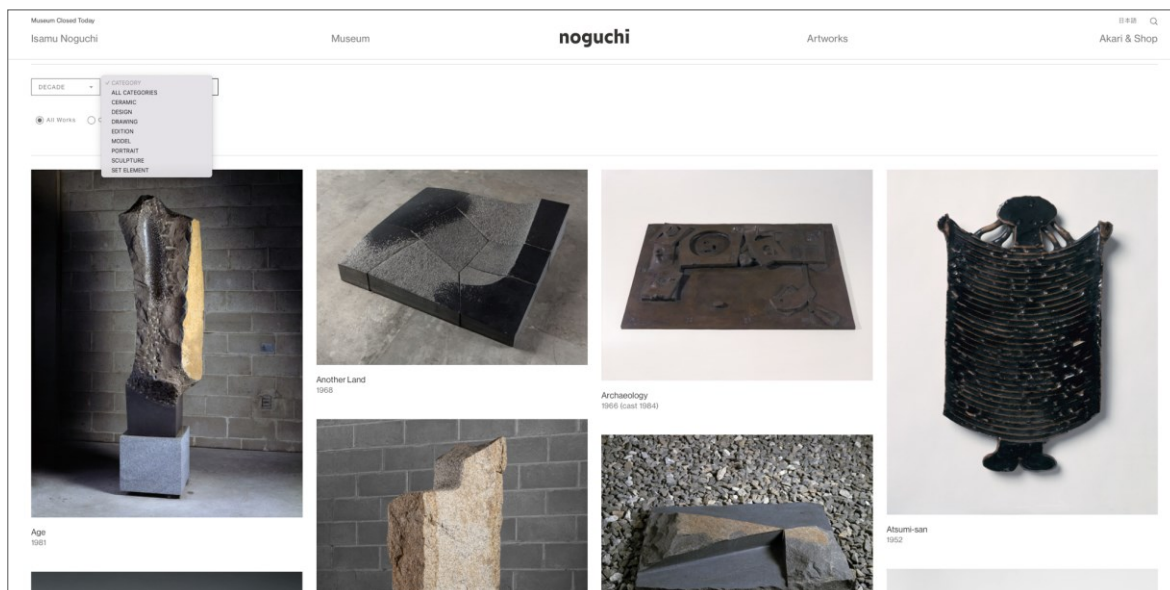 Museum Closed Today
日本語
Isamu Noguchi
Museum
noguchi
Artworks
Akari & Shop
DECADE
✓ CATEGORY
ALL CATEGORIES
CERAMIC
DESIGN
DRAWING
EDITION
MODEL
PORTRAIT
SCULPTURE
SET ELEMENT
All Works
Another Land
1968
Archaeology
1966 (cast 1984)
Age
1981
Atsumi-san
1952